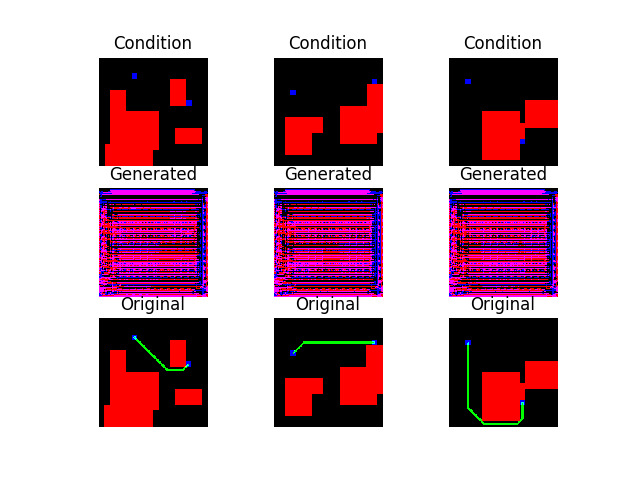 Condition
Condition
Condition
Generated
Generated
Generated
Original
Original
Original